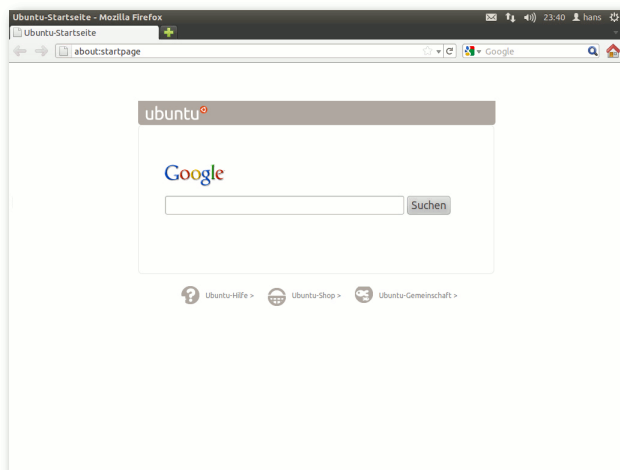 Ubuntu-Startseite - Mozilla Firefox 23:40 hans
Ubuntu-Startseite
about:startpage Google
ubuntu
Google
Suchen
Ubuntu-Hilfe > Ubuntu-Shop > Ubuntu-Gemeinschaft >